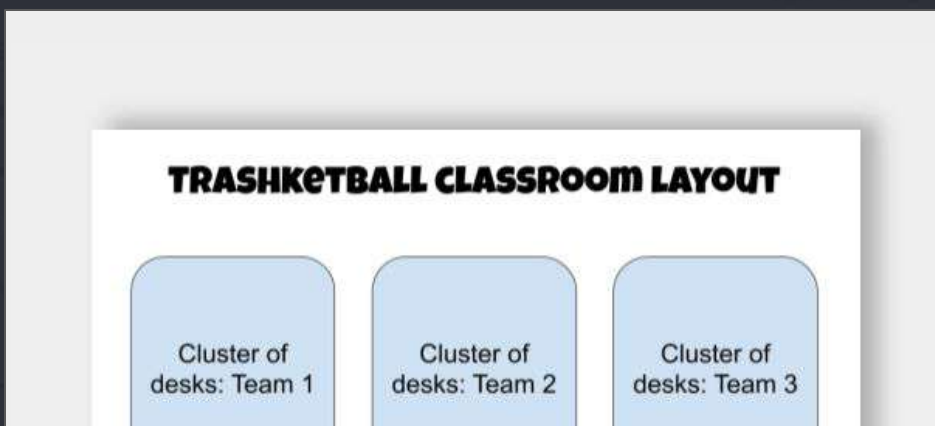 TRASHKETBALL CLASSROOM LAYOUT
Cluster of
desks: Team 1
Cluster of
desks: Team 2
Cluster of
desks: Team 3